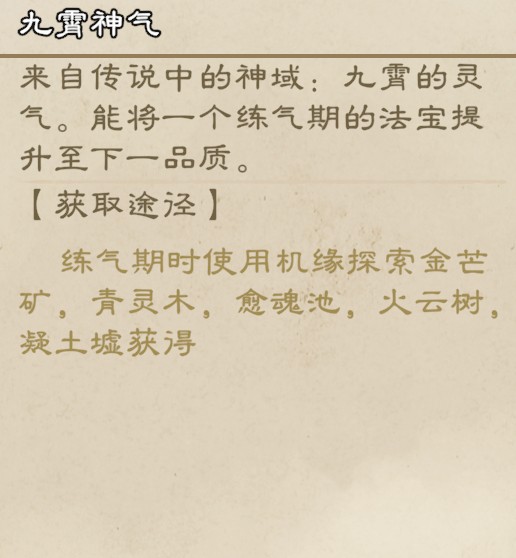 九霄神气
来自传说中的神域：九霄的灵
气。能将一个练气期的法宝提
升至下一品质。
【获取途径】
练气期时使用机缘探索金芒
矿，青灵木，愈魂池，火云树，
凝土墟获得